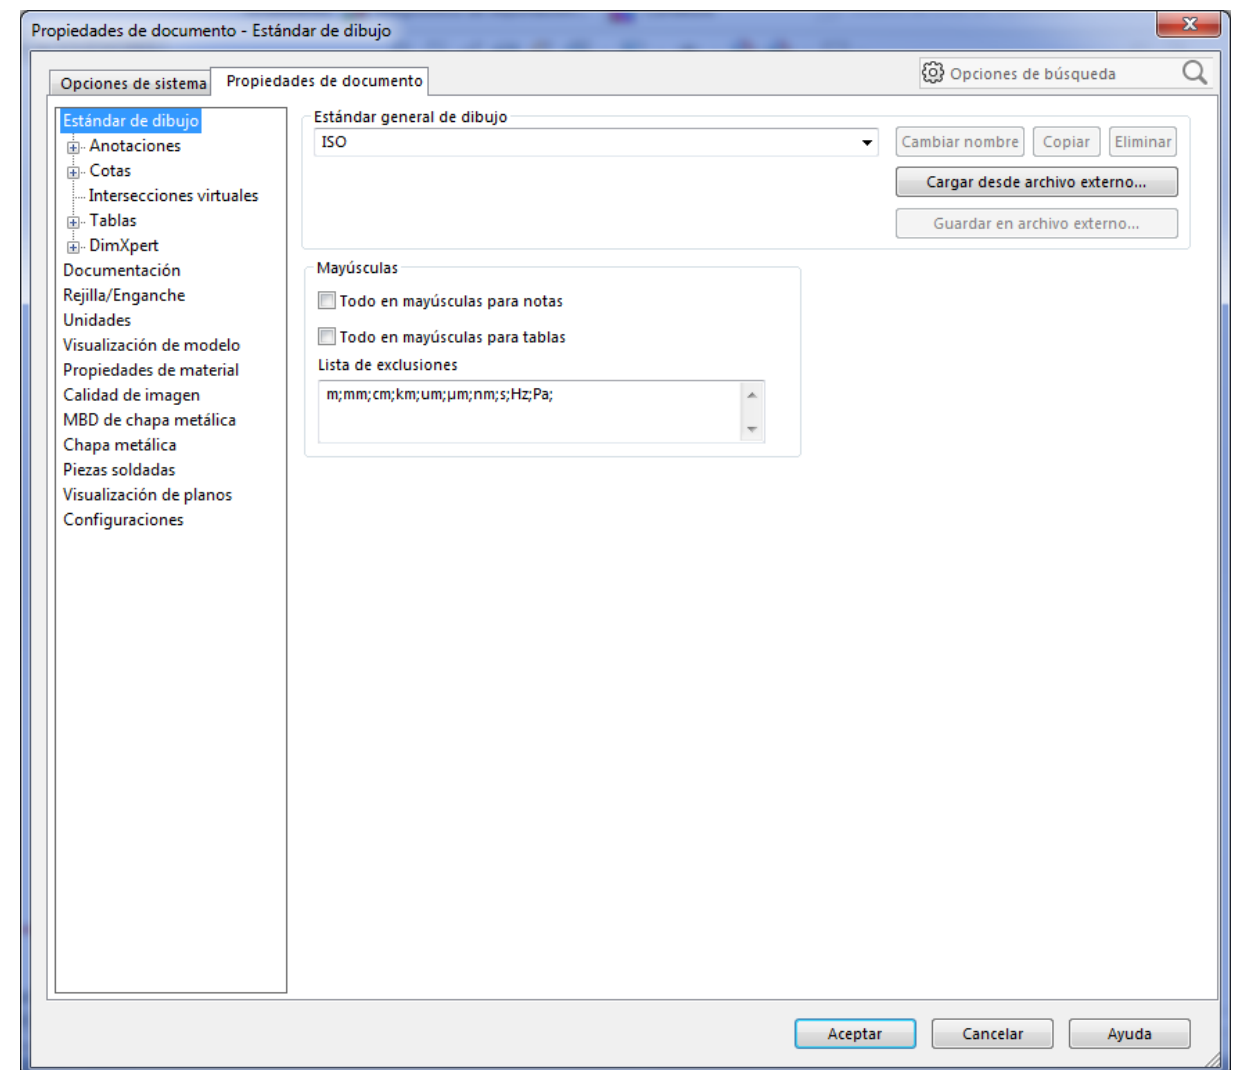 Propiedades de documento - Estándar de dibujo
Opciones de sistema
Propiedades de documento
Opciones de búsqueda
Estándar de dibujo
Anotaciones
Cotas
Intersecciones virtuales
Tablas
DimXpert
Documentación
Rejilla/Enganche
Unidades
Visualización de modelo
Propiedades de material
Calidad de imagen
MBD de chapa metálica
Chapa metálica
Piezas soldadas
Visualización de planos
Configuraciones
Estándar general de dibujo
ISO
Cambiar nombre
Copiar
Eliminar
Cargar desde archivo externo...
Guardar en archivo externo...
Mayúsculas
Todo en mayúsculas para notas
Todo en mayúsculas para tablas
Lista de exclusiones
m;mm;cm;km;um;µm;nm;s;Hz;Pa;
Aceptar
Cancelar
Ayuda